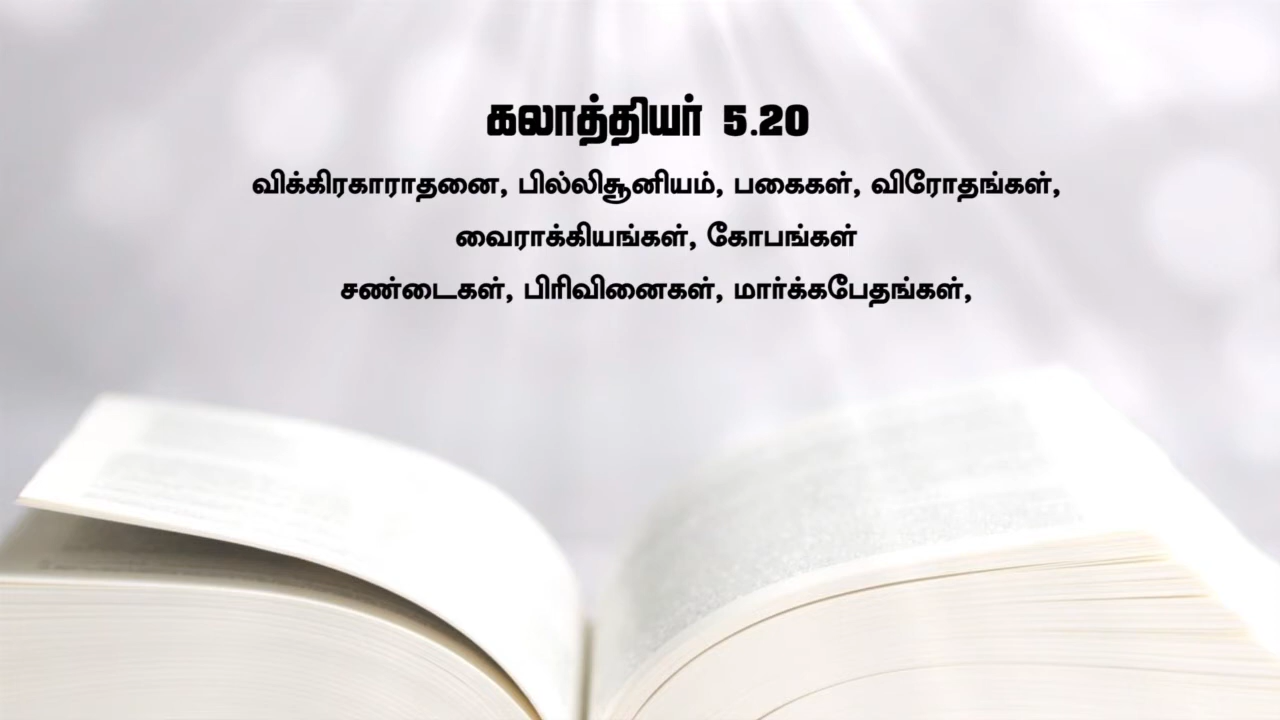 கலாத்தியர் 5.20
விக்கிரகாராதனை, பில்லிசூனியம், பகைகள், விரோதங்கள்,
வைராக்கியங்கள், கோபங்கள்
சண்டைகள், பிரிவினைகள், மார்க்கபேதங்கள்,